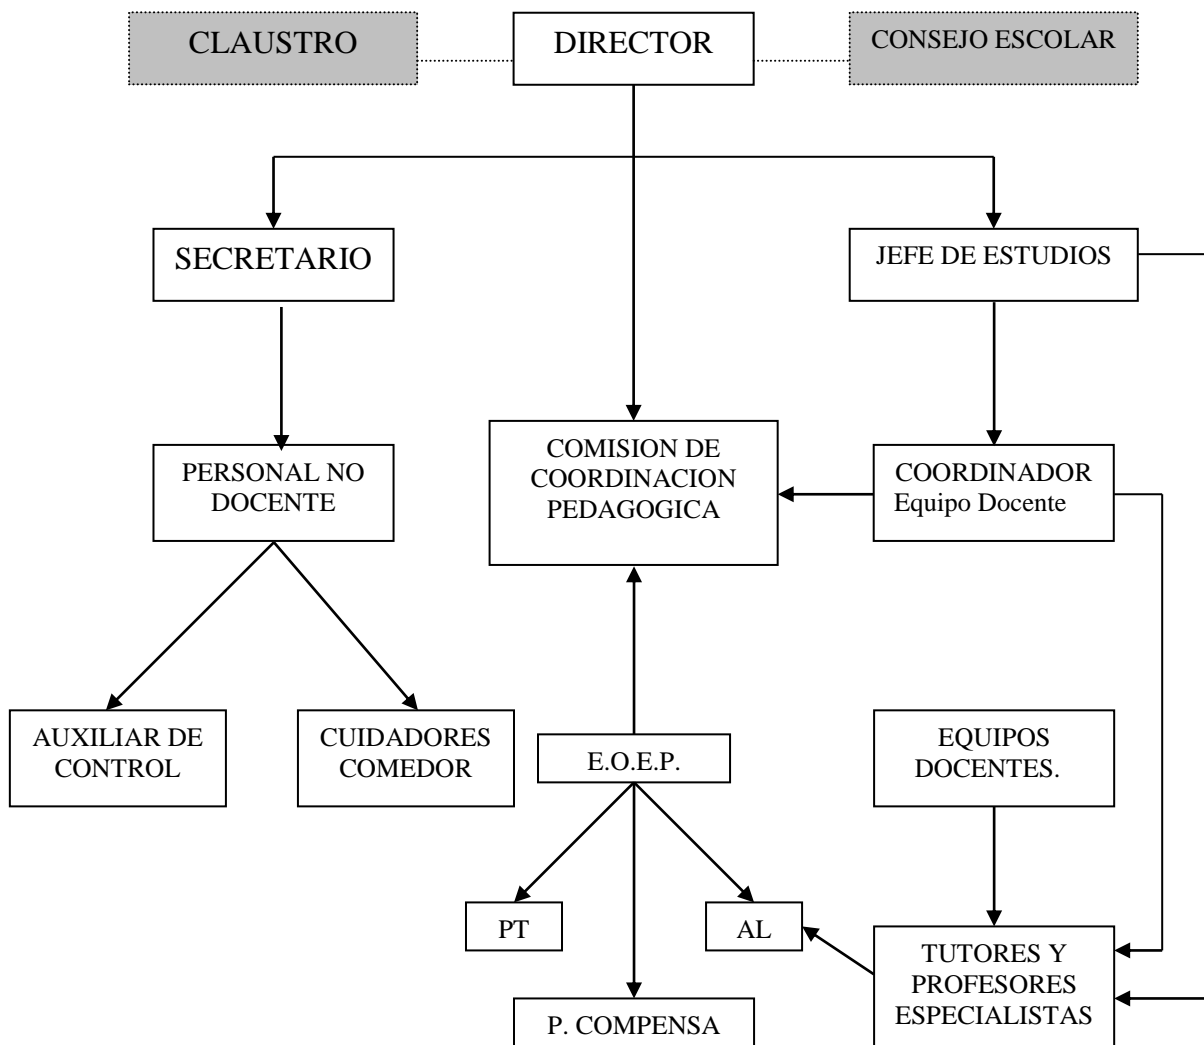 CLAUSTRO
DIRECTOR
CONSEJO ESCOLAR
SECRETARIO
JEFE DE ESTUDIOS
PERSONAL NO
DOCENTE
COMISION DE
COORDINACION
PEDAGOGICA
COORDINADOR
Equipo Docente
AUXILIAR DE
CONTROL
CUIDADORES
COMEDOR
E.O.E.P.
EQUIPOS
DOCENTES.
PT
AL
TUTORES Y
PROFESORES
ESPECIALISTAS
P. COMPENSA